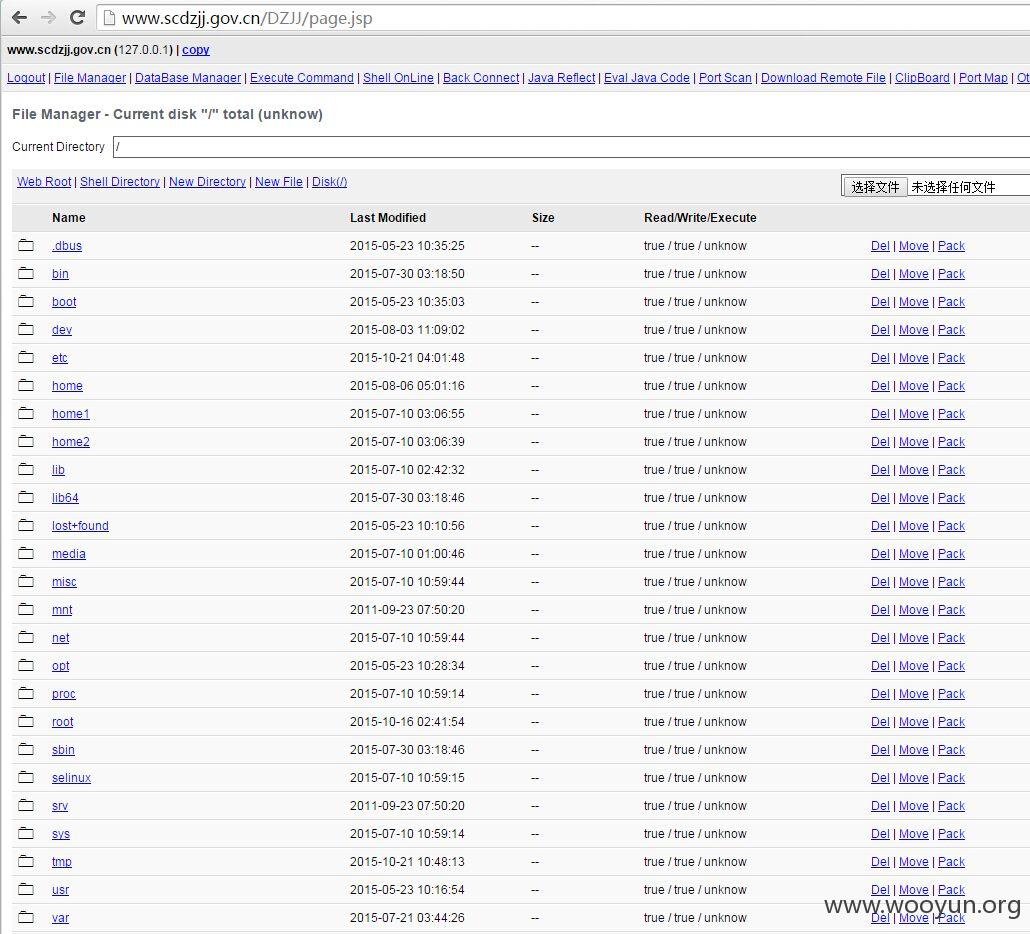 www.scdzjj.gov.cn/DZJJ/page.jsp
www.scdzjj.gov.cn (127.0.0.1) | copy
Logout | File Manager | DataBase Manager | Execute Command | Shell OnLine | Back Connect | Java Reflect | Eval Java Code | Port Scan | Download Remote File | ClipBoard | Port Map | Ot
File Manager - Current disk "/" total (unknow)
Current Directory /
Web Root | Shell Directory | New Directory | New File | Disk(/) 选择文件 未选择任何文件
Name Last Modified Size Read/Write/Execute
.dbus 2015-05-23 10:35:25 -- true / true / unknow Del | Move | Pack
bin 2015-07-30 03:18:50 -- true / true / unknow Del | Move | Pack
boot 2015-05-23 10:35:03 -- true / true / unknow Del | Move | Pack
dev 2015-08-03 11:09:02 -- true / true / unknow Del | Move | Pack
etc 2015-10-21 04:01:48 -- true / true / unknow Del | Move | Pack
home 2015-08-06 05:01:16 -- true / true / unknow Del | Move | Pack
home1 2015-07-10 03:06:55 -- true / true / unknow Del | Move | Pack
home2 2015-07-10 03:06:39 -- true / true / unknow Del | Move | Pack
lib 2015-07-10 02:42:32 -- true / true / unknow Del | Move | Pack
lib64 2015-07-30 03:18:46 -- true / true / unknow Del | Move | Pack
lost+found 2015-05-23 10:10:56 -- true / true / unknow Del | Move | Pack
media 2015-07-10 01:00:46 -- true / true / unknow Del | Move | Pack
misc 2015-07-10 10:59:44 -- true / true / unknow Del | Move | Pack
mnt 2011-09-23 07:50:20 -- true / true / unknow Del | Move | Pack
net 2015-07-10 10:59:44 -- true / true / unknow Del | Move | Pack
opt 2015-05-23 10:28:34 -- true / true / unknow Del | Move | Pack
proc 2015-07-10 10:59:14 -- true / true / unknow Del | Move | Pack
root 2015-10-16 02:41:54 -- true / true / unknow Del | Move | Pack
sbin 2015-07-30 03:18:46 -- true / true / unknow Del | Move | Pack
selinux 2015-07-10 10:59:15 -- true / true / unknow Del | Move | Pack
srv 2011-09-23 07:50:20 -- true / true / unknow Del | Move | Pack
sys 2015-07-10 10:59:14 -- true / true / unknow Del | Move | Pack
tmp 2015-10-21 10:48:13 -- true / true / unknow Del | Move | Pack
usr 2015-05-23 10:16:54 -- true / true / unknow Del | Move | Pack
var 2015-07-21 03:44:26 -- true / true / unknow Del | Move | Pack
www.wooyun.org